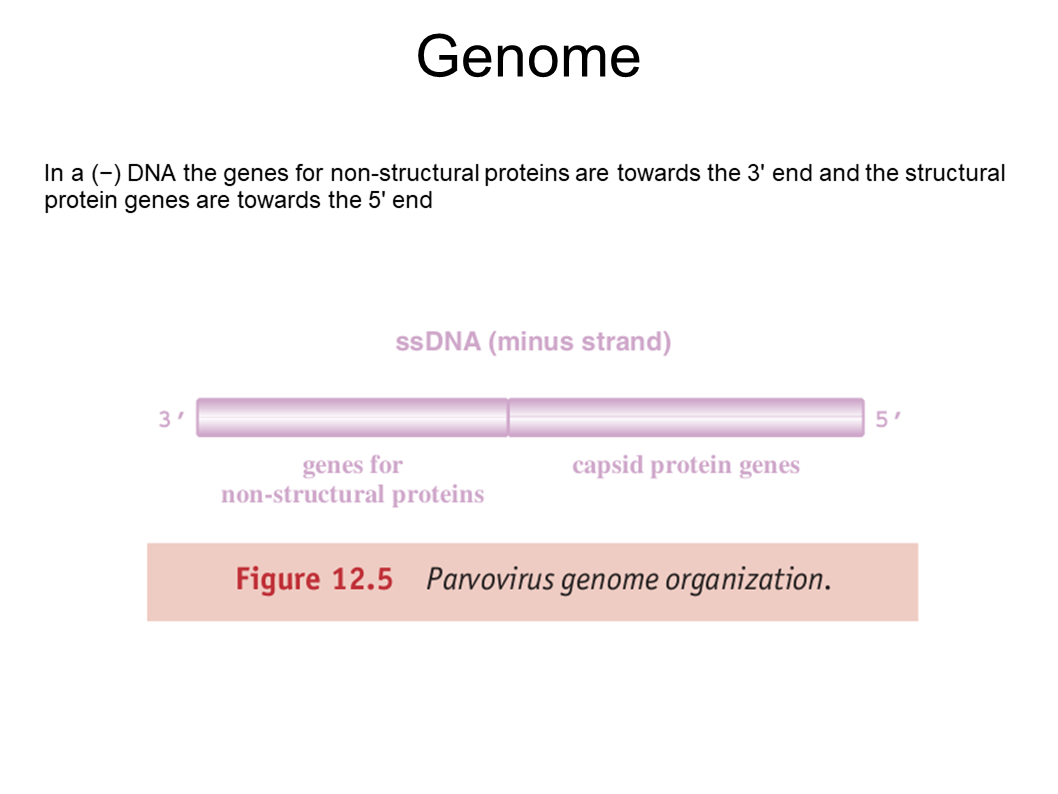 Genome
In a (−) DNA the genes for non-structural proteins are towards the 3' end and the structural
protein genes are towards the 5' end
ssDNA (minus strand)
3′ 5′
genes for capsid protein genes
non-structural proteins
Figure 12.5 Parvovirus genome organization.